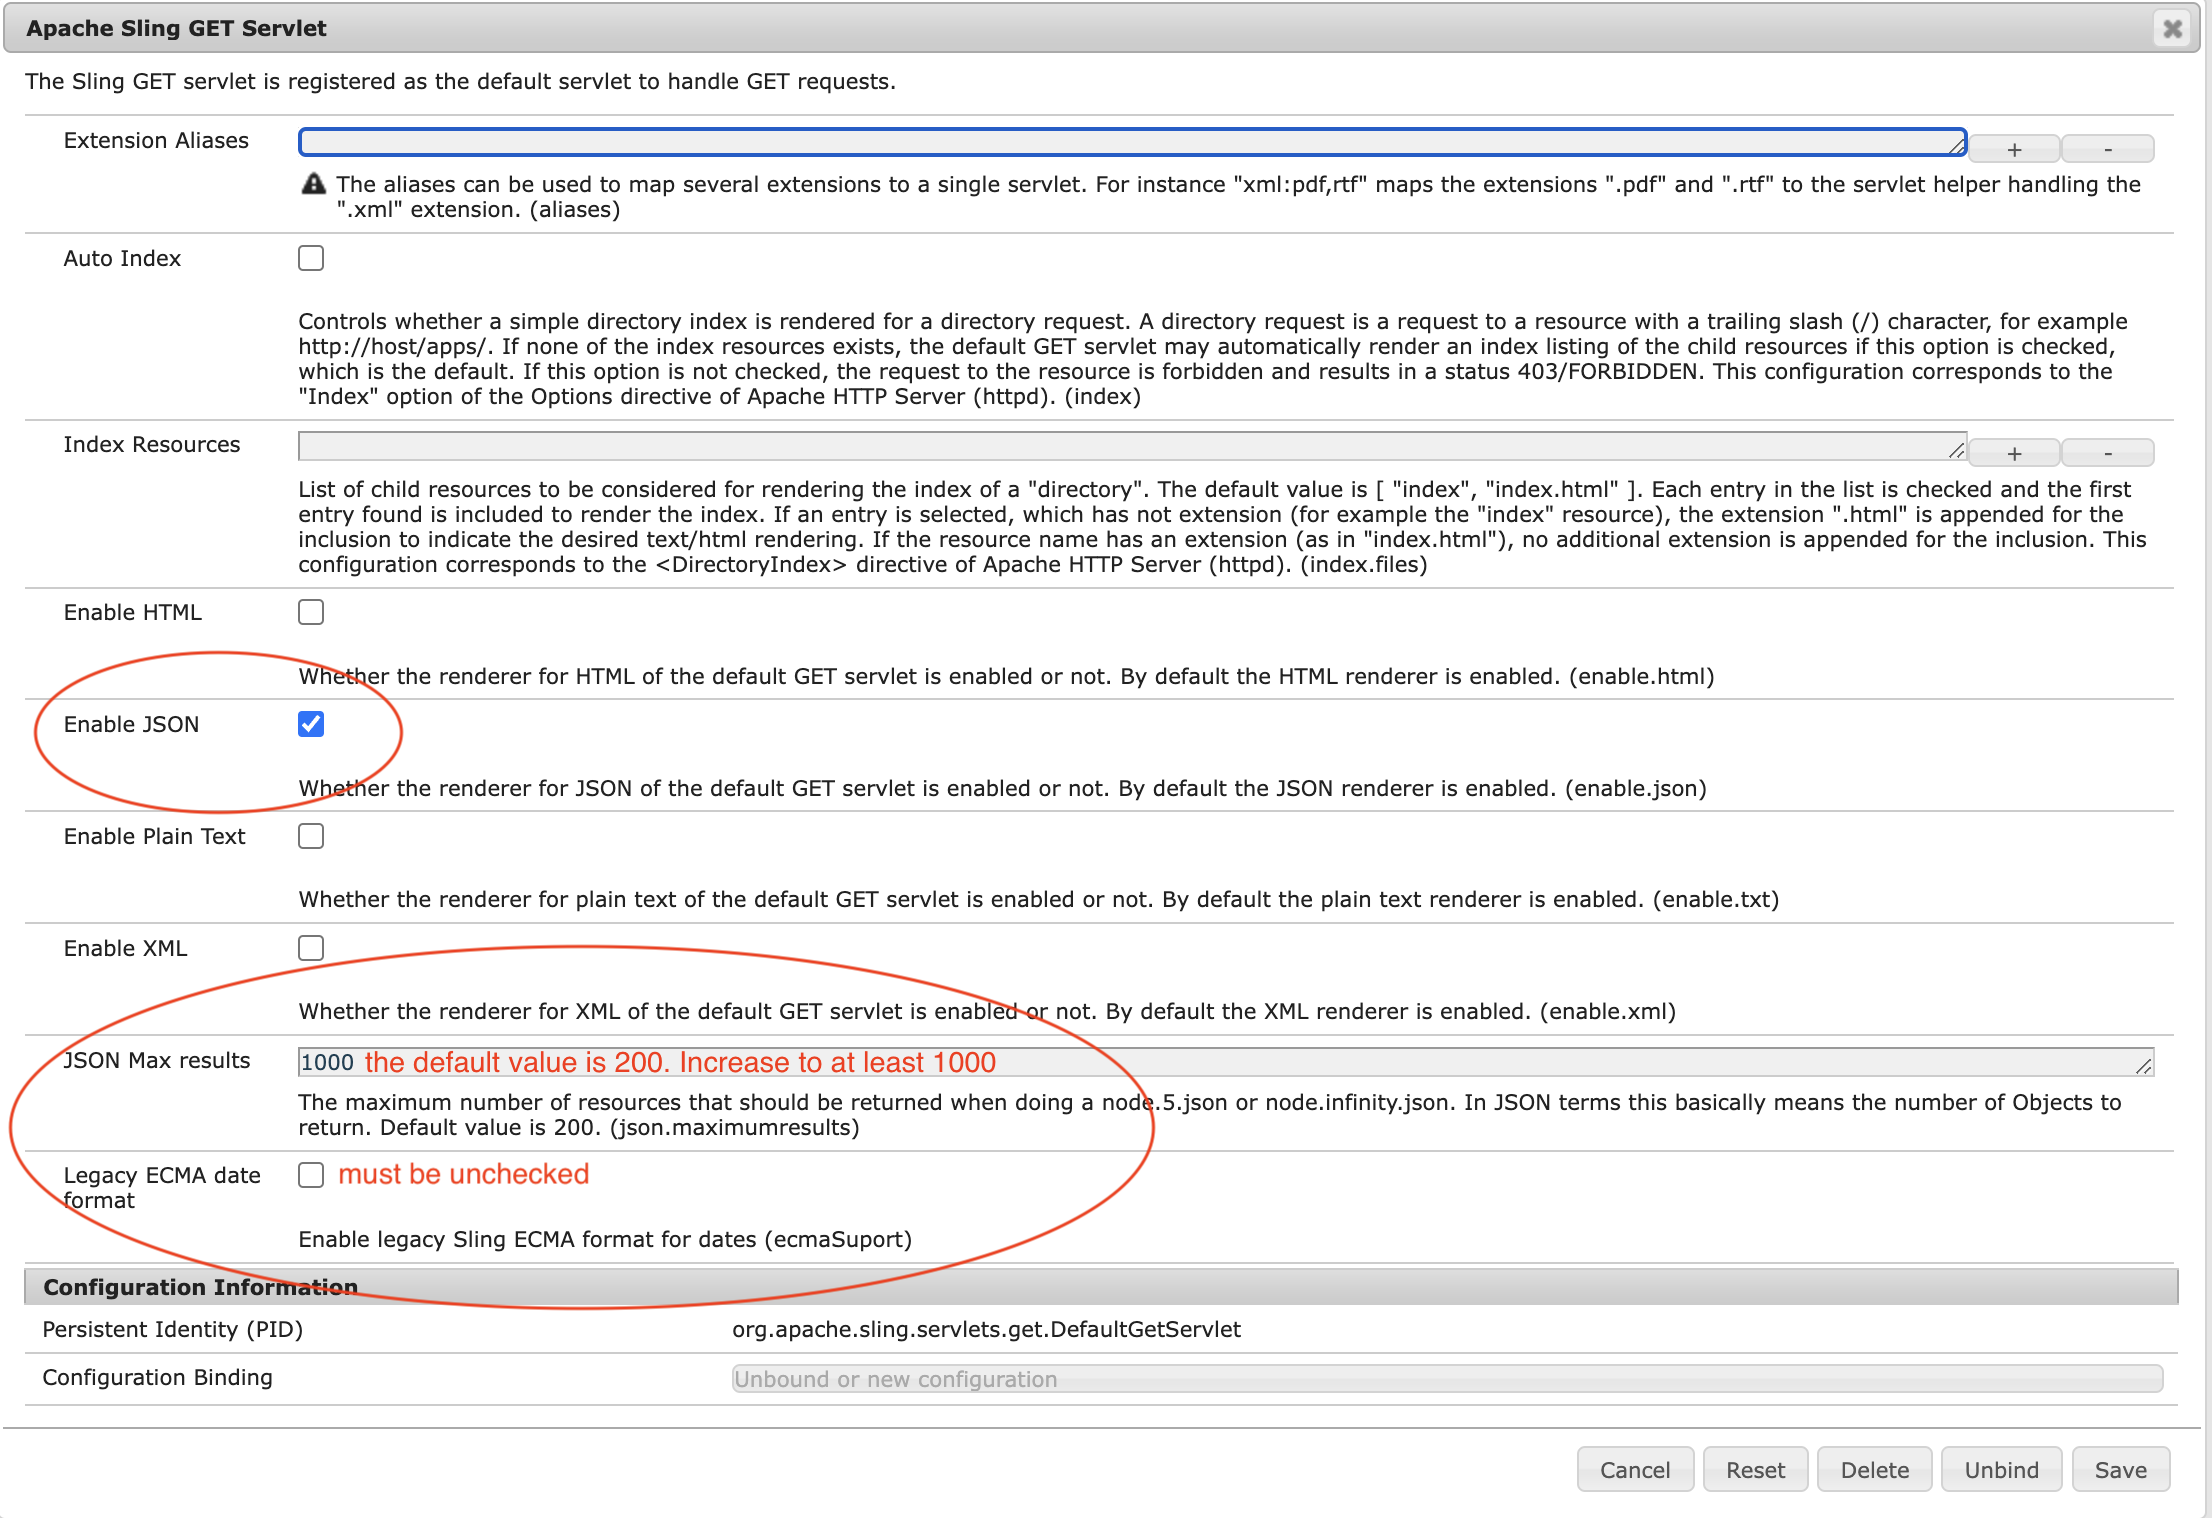 Apache Sling GET Servlet
The Sling GET servlet is registered as the default servlet to handle GET requests.
Extension Aliases
+ -
The aliases can be used to map several extensions to a single servlet. For instance "xml:pdf,rtf" maps the extensions ".pdf" and ".rtf" to the servlet helper handling the
".xml" extension. (aliases)
Auto Index
Controls whether a simple directory index is rendered for a directory request. A directory request is a request to a resource with a trailing slash (/) character, for example
http://host/apps/. If none of the index resources exists, the default GET servlet may automatically render an index listing of the child resources if this option is checked,
which is the default. If this option is not checked, the request to the resource is forbidden and results in a status 403/FORBIDDEN. This configuration corresponds to the
"Index" option of the Options directive of Apache HTTP Server (httpd). (index)
Index Resources
+ -
List of child resources to be considered for rendering the index of a "directory". The default value is [ "index", "index.html" ]. Each entry in the list is checked and the first
entry found is included to render the index. If an entry is selected, which has not extension (for example the "index" resource), the extension ".html" is appended for the
inclusion to indicate the desired text/html rendering. If the resource name has an extension (as in "index.html"), no additional extension is appended for the inclusion. This
configuration corresponds to the <DirectoryIndex> directive of Apache HTTP Server (httpd). (index.files)
Enable HTML
Whether the renderer for HTML of the default GET servlet is enabled or not. By default the HTML renderer is enabled. (enable.html)
Enable JSON
Whether the renderer for JSON of the default GET servlet is enabled or not. By default the JSON renderer is enabled. (enable.json)
Enable Plain Text
Whether the renderer for plain text of the default GET servlet is enabled or not. By default the plain text renderer is enabled. (enable.txt)
Enable XML
Whether the renderer for XML of the default GET servlet is enabled or not. By default the XML renderer is enabled. (enable.xml)
JSON Max results 1000 the default value is 200. Increase to at least 1000
The maximum number of resources that should be returned when doing a node.5.json or node.infinity.json. In JSON terms this basically means the number of Objects to
return. Default value is 200. (json.maximumresults)
Legacy ECMA date must be unchecked
format
Enable legacy Sling ECMA format for dates (ecmaSuport)
Configuration Information
Persistent Identity (PID) org.apache.sling.servlets.get.DefaultGetServlet
Configuration Binding Unbound or new configuration
Cancel Reset Delete Unbind Save